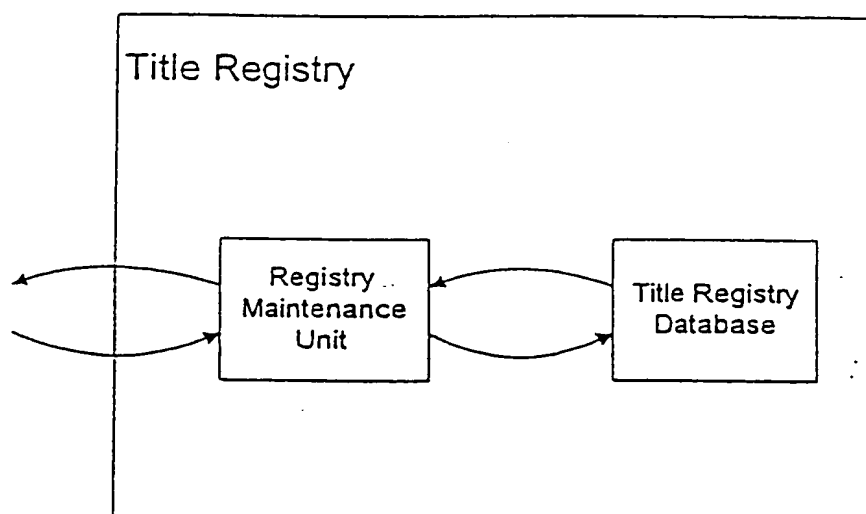 Title Registry
Registry
Maintenance
Unit
Title Registry
Database